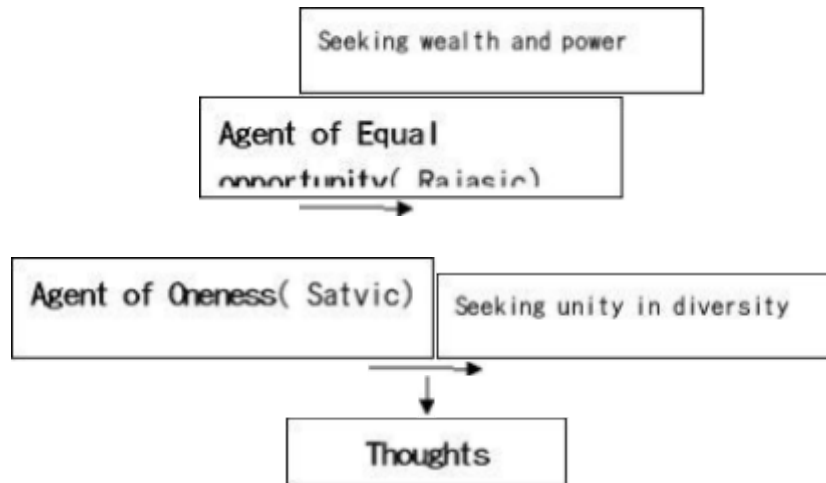 Seeking wealth and power
Agent of Equal
opportunity( Rajasic)
Agent of Oneness( Satvic)
Seeking unity in diversity
Thoughts